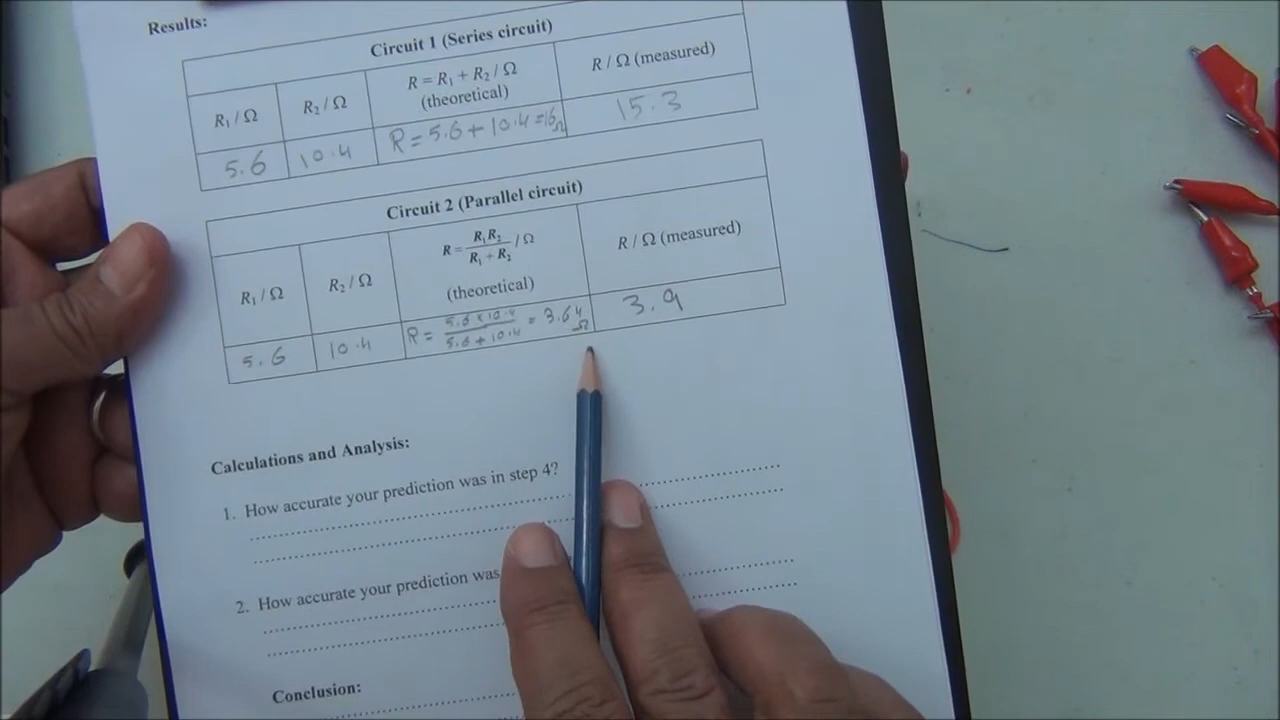 Results:
Circuit 1 (Series circuit)
R₁ / Ω
R₂ / Ω
R = R₁ + R₂ / Ω
(theoretical)
R / Ω (measured)
5.6
10.4
R = 5.6 + 10.4 = 16 Ω
15.3
Circuit 2 (Parallel circuit)
R₁ / Ω
R₂ / Ω
R = R₁R₂ / R₁ + R₂ / Ω
(theoretical)
R / Ω (measured)
5.6
10.4
R = 5.6 x 10.4 / 5.6 + 10.4 = 3.64 Ω
3.9
Calculations and Analysis:
1. How accurate your prediction was in step 4?
2. How accurate your prediction was
Conclusion: